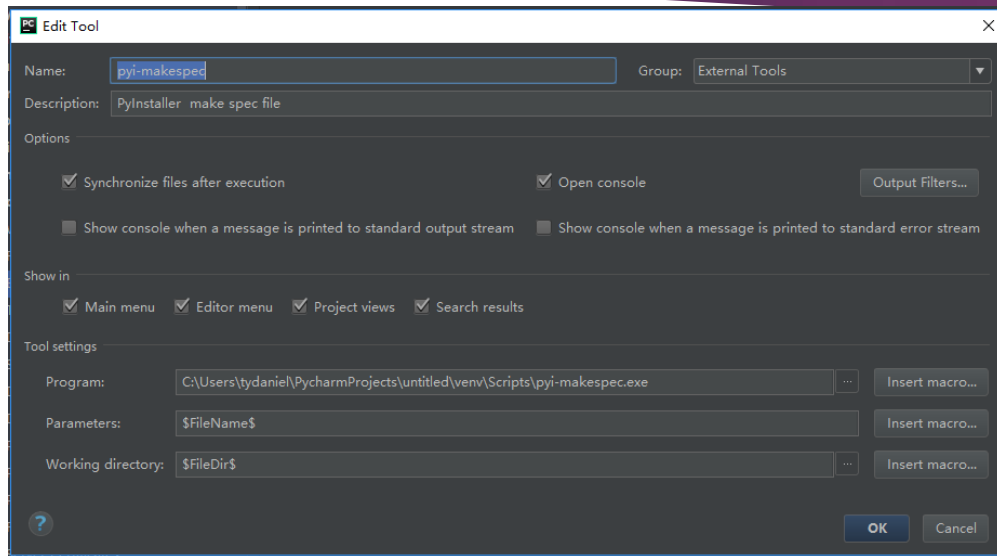 PC Edit Tool
Name: pyi-makespec Group: External Tools
Description: PyInstaller make spec file
Options
Synchronize files after execution Open console Output Filters...
Show console when a message is printed to standard output stream Show console when a message is printed to standard error stream
Show in
Main menu Editor menu Project views Search results
Tool settings
Program: C:\Users\tydaniel\PycharmProjects\untitled\venv\Scripts\pyi-makespec.exe ... Insert macro...
Parameters: $FileName$ Insert macro...
Working directory: $FileDir$ ... Insert macro...
? OK Cancel